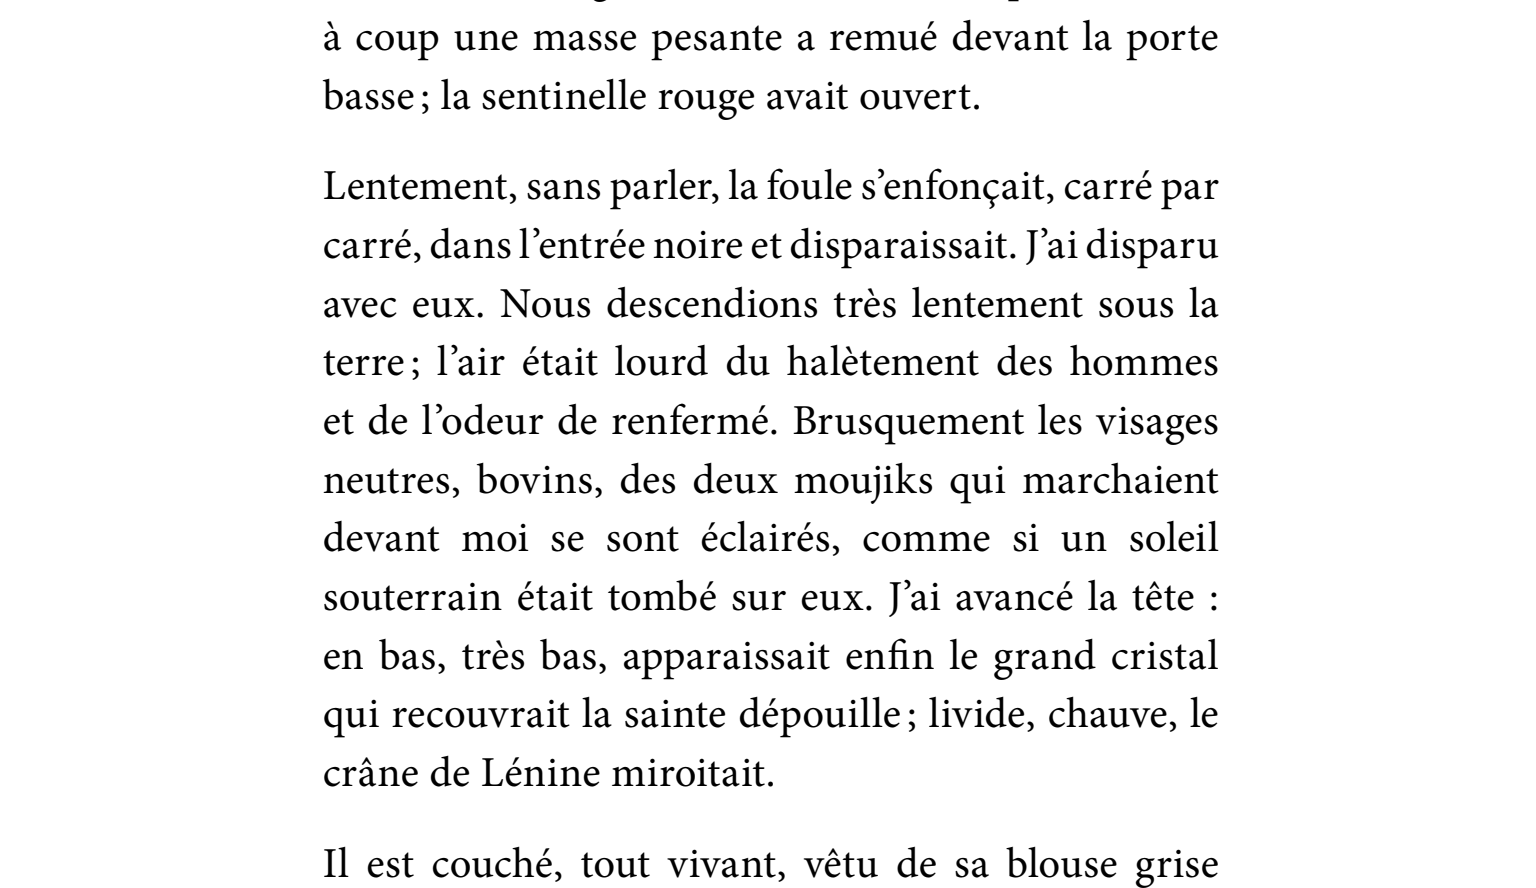 à coup une masse pesante a remué devant la porte
basse ; la sentinelle rouge avait ouvert.
Lentement, sans parler, la foule s’enfonçait, carré par
carré, dans l’entrée noire et disparaissait. J’ai disparu
avec eux. Nous descendions très lentement sous la
terre ; l’air était lourd du halètement des hommes
et de l’odeur de renfermé. Brusquement les visages
neutres, bovins, des deux moujiks qui marchaient
devant moi se sont éclairés, comme si un soleil
souterrain était tombé sur eux. J’ai avancé la tête :
en bas, très bas, apparaissait enfin le grand cristal
qui recouvrait la sainte dépouille ; livide, chauve, le
crâne de Lénine miroitait.
Il est couché, tout vivant, vêtu de sa blouse grise